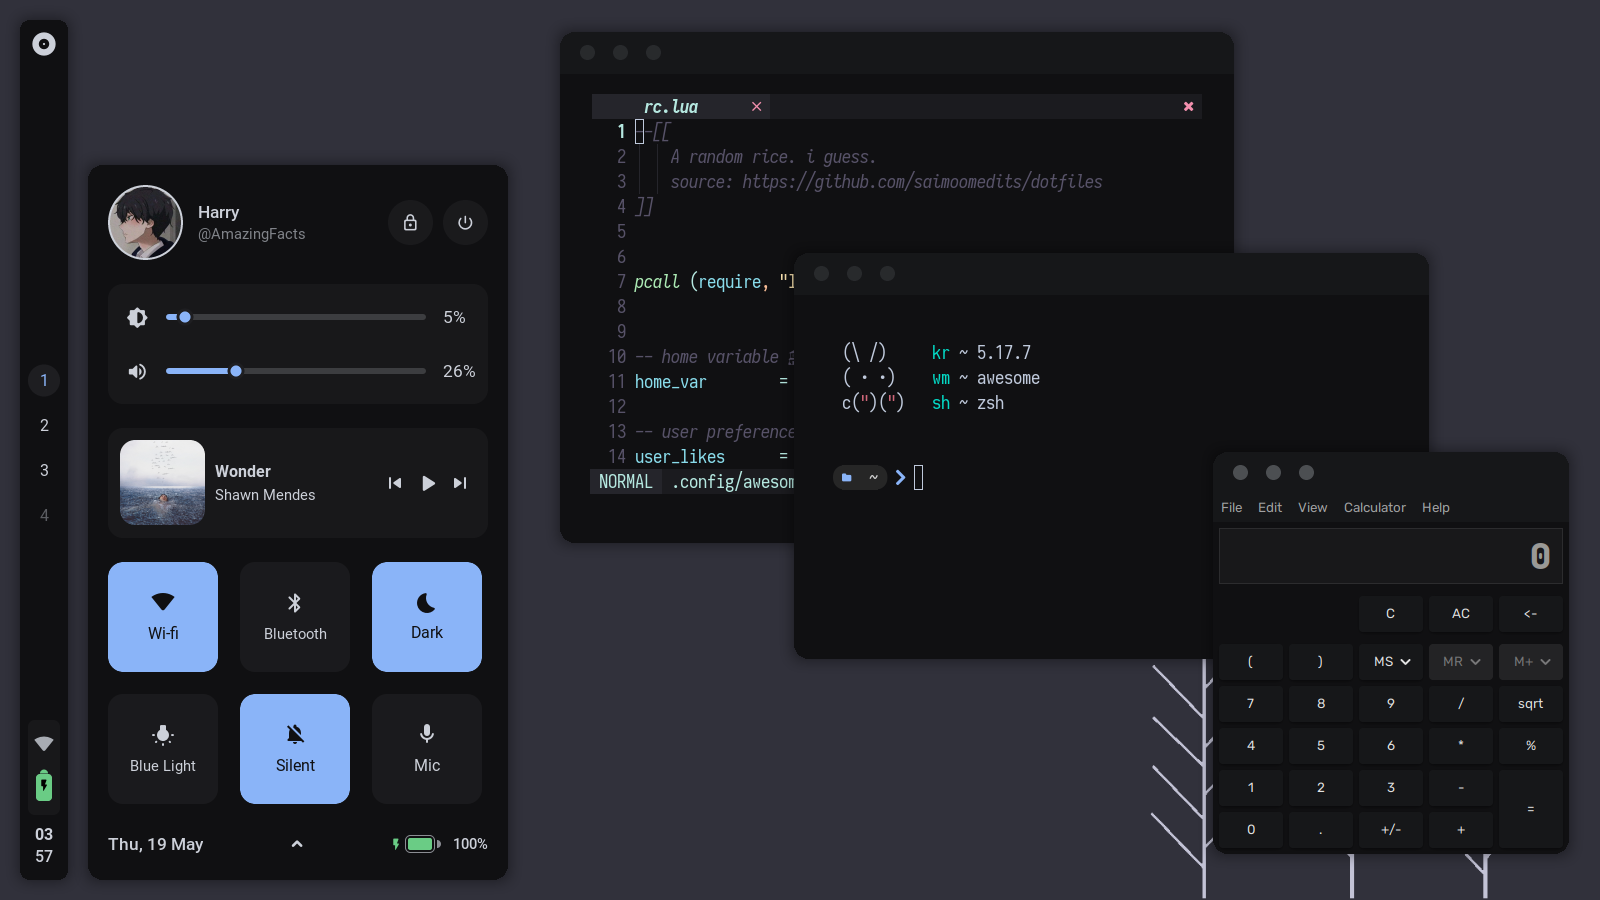 1
2
3
4
03
57
Harry
@AmazingFacts
5%
26%
Wonder
Shawn Mendes
Wi-fi
Bluetooth
Dark
Blue Light
Silent
Mic
Thu, 19 May
100%
rc.lua
1 --[[
2 A random rice. i guess.
3 source: https://github.com/saimoomedits/dotfiles
4 ]]
5
6
7 pcall (require, "l
8
9
10 -- home variable
11 home_var =
12
13 -- user preference
14 user_likes =
NORMAL .config/awesom
(\ /) kr ~ 5.17.7
( · ·) wm ~ awesome
c(")(") sh ~ zsh
~
File Edit View Calculator Help
0
C AC <-
( ) MS MR M+
7 8 9 / sqrt
4 5 6 * %
1 2 3 - =
0 . +/- +